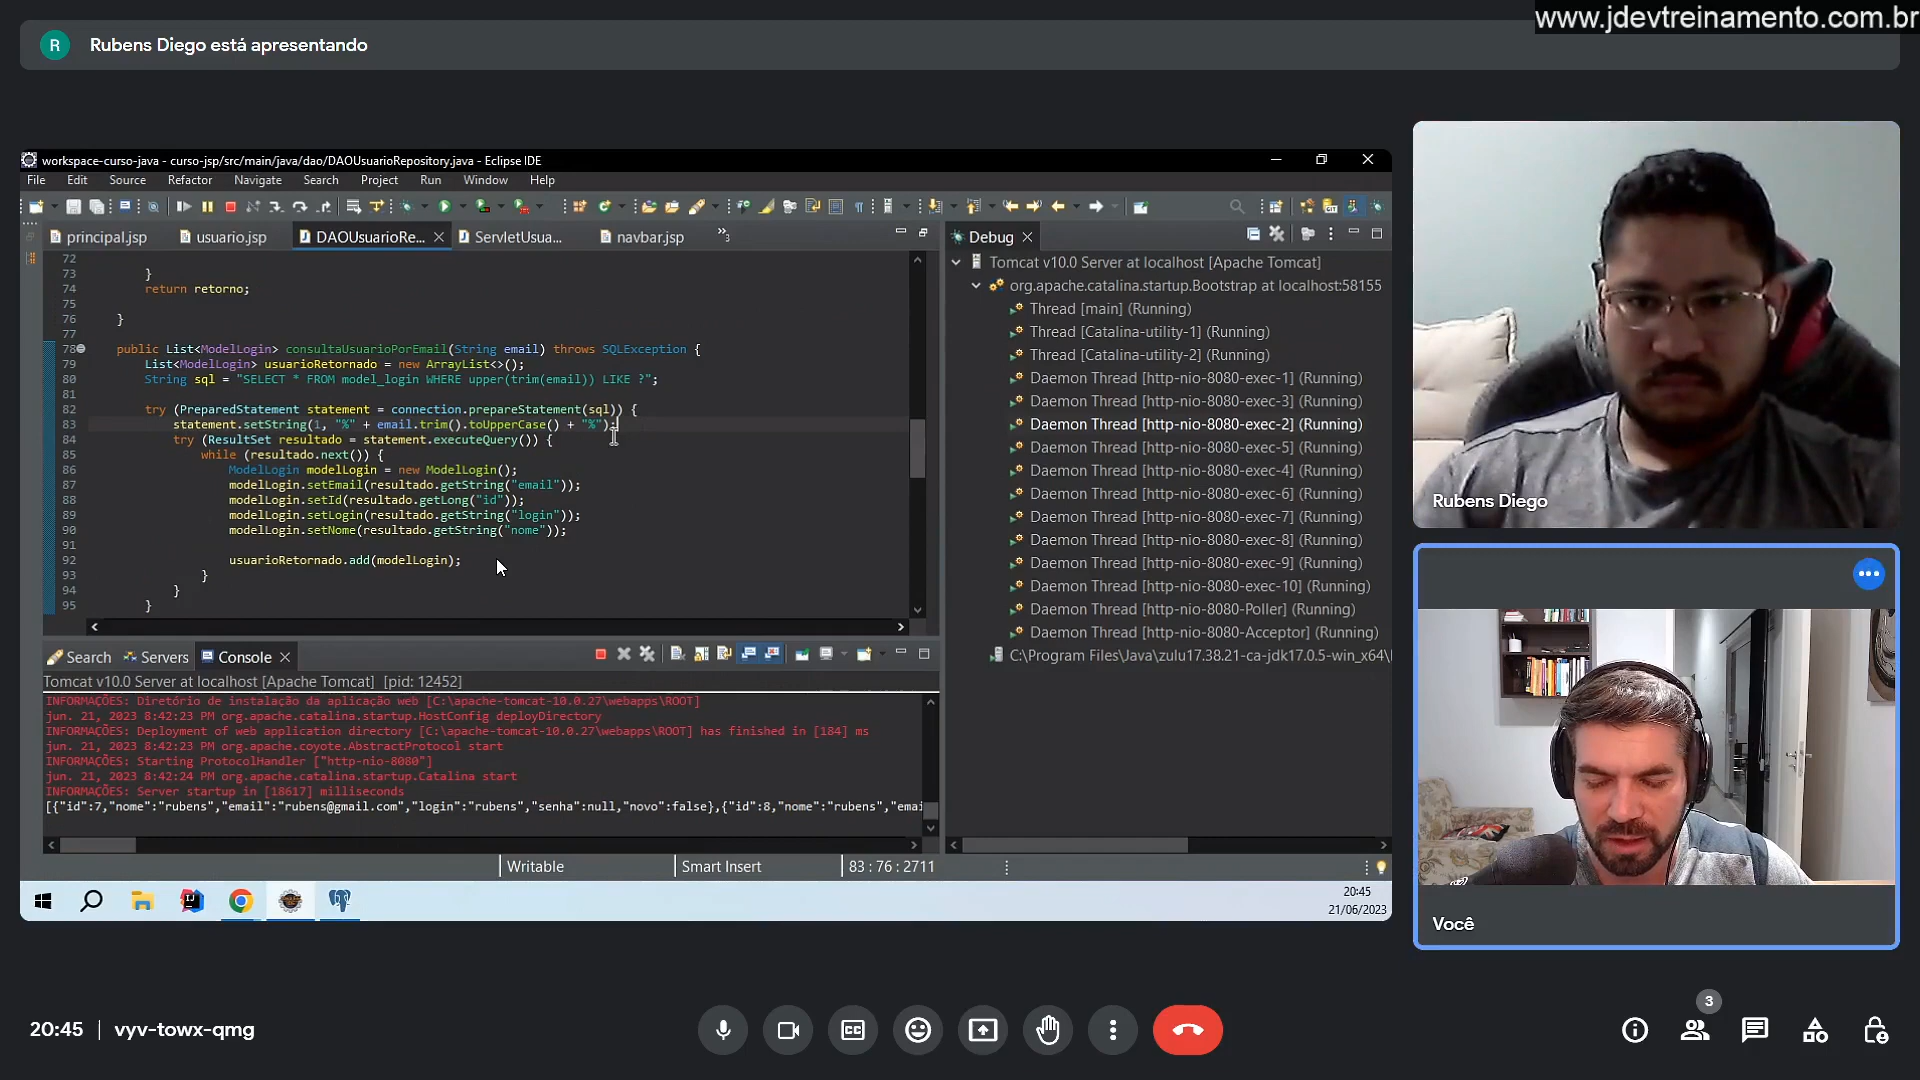 www.jdevtreinamento.com.br
R Rubens Diego está apresentando
workspace-curso-java - curso-jsp/src/main/java/dao/DAOUsuarioRepository.java - Eclipse IDE
File Edit Source Refactor Navigate Search Project Run Window Help
principal.jsp usuario.jsp DAOUsuarioRe... ServletUsua... navbar.jsp »3
72
73 }
74 return retorno;
75
76 }
77
78 public List<ModelLogin> consultaUsuarioPorEmail(String email) throws SQLException {
79 List<ModelLogin> usuarioRetornado = new ArrayList<>();
80 String sql = "SELECT * FROM model_login WHERE upper(trim(email)) LIKE ?";
81
82 try (PreparedStatement statement = connection.prepareStatement(sql)) {
83 statement.setString(1, "%" + email.trim().toUpperCase() + "%");
84 try (ResultSet resultado = statement.executeQuery()) {
85 while (resultado.next()) {
86 ModelLogin modelLogin = new ModelLogin();
87 modelLogin.setEmail(resultado.getString("email"));
88 modelLogin.setId(resultado.getLong("id"));
89 modelLogin.setLogin(resultado.getString("login"));
90 modelLogin.setNome(resultado.getString("nome"));
91
92 usuarioRetornado.add(modelLogin);
93 }
94 }
95 }
Debug
Tomcat v10.0 Server at localhost [Apache Tomcat]
org.apache.catalina.startup.Bootstrap at localhost:58155
Thread [main] (Running)
Thread [Catalina-utility-1] (Running)
Thread [Catalina-utility-2] (Running)
Daemon Thread [http-nio-8080-exec-1] (Running)
Daemon Thread [http-nio-8080-exec-3] (Running)
Daemon Thread [http-nio-8080-exec-2] (Running)
Daemon Thread [http-nio-8080-exec-5] (Running)
Daemon Thread [http-nio-8080-exec-4] (Running)
Daemon Thread [http-nio-8080-exec-6] (Running)
Daemon Thread [http-nio-8080-exec-7] (Running)
Daemon Thread [http-nio-8080-exec-8] (Running)
Daemon Thread [http-nio-8080-exec-9] (Running)
Daemon Thread [http-nio-8080-exec-10] (Running)
Daemon Thread [http-nio-8080-Poller] (Running)
Daemon Thread [http-nio-8080-Acceptor] (Running)
C:\Program Files\Java\zulu17.38.21-ca-jdk17.0.5-win_x64\
Search Servers Console
Tomcat v10.0 Server at localhost [Apache Tomcat] [pid: 12452]
INFORMAÇÕES: Diretório de instalação da aplicação web [C:\apache-tomcat-10.0.27\webapps\ROOT]
jun. 21, 2023 8:42:23 PM org.apache.catalina.startup.HostConfig deployDirectory
INFORMAÇÕES: Deployment of web application directory [C:\apache-tomcat-10.0.27\webapps\ROOT] has finished in [184] ms
jun. 21, 2023 8:42:23 PM org.apache.coyote.AbstractProtocol start
INFORMAÇÕES: Starting ProtocolHandler ["http-nio-8080"]
jun. 21, 2023 8:42:24 PM org.apache.catalina.startup.Catalina start
INFORMAÇÕES: Server startup in [18617] milliseconds
[{"id":7,"nome":"rubens","email":"rubens@gmail.com","login":"rubens","senha":null,"novo":false},{"id":8,"nome":"rubens","emai
Writable Smart Insert 83 : 76 : 2711
20:45
21/06/2023
Rubens Diego
Você
20:45 | vyv-towx-qmg
3